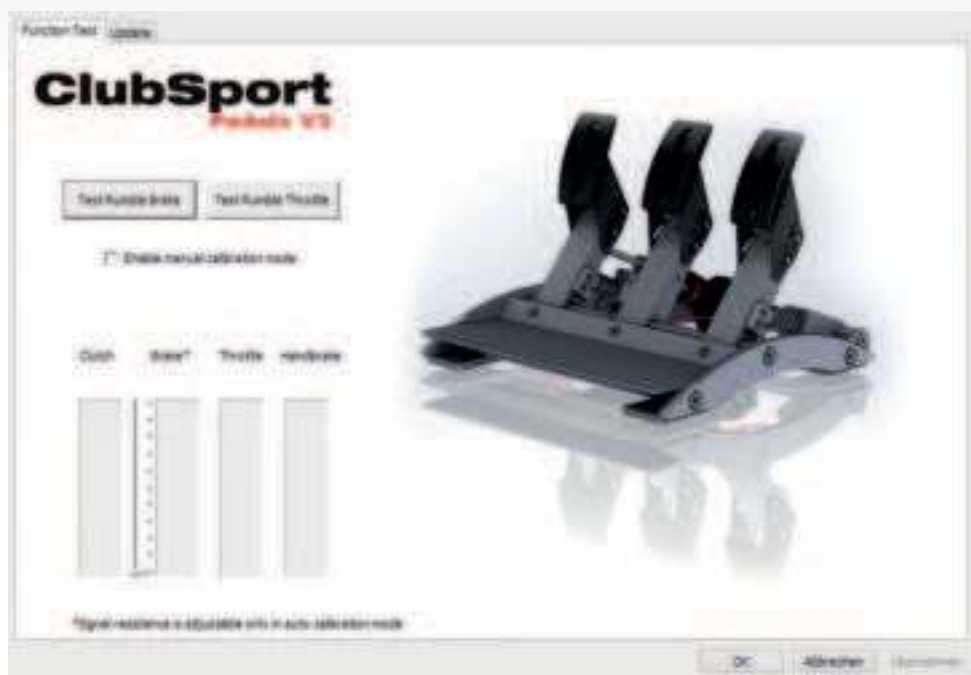 Function Test Update
ClubSport
Pedals V3
Test Rumble Brake Test Rumble Throttle
Enable manual calibration mode
Clutch Brake* Throttle Handbrake
*Signal resistance is adjustable only in auto calibration mode
OK Abbrechen Übernehmen